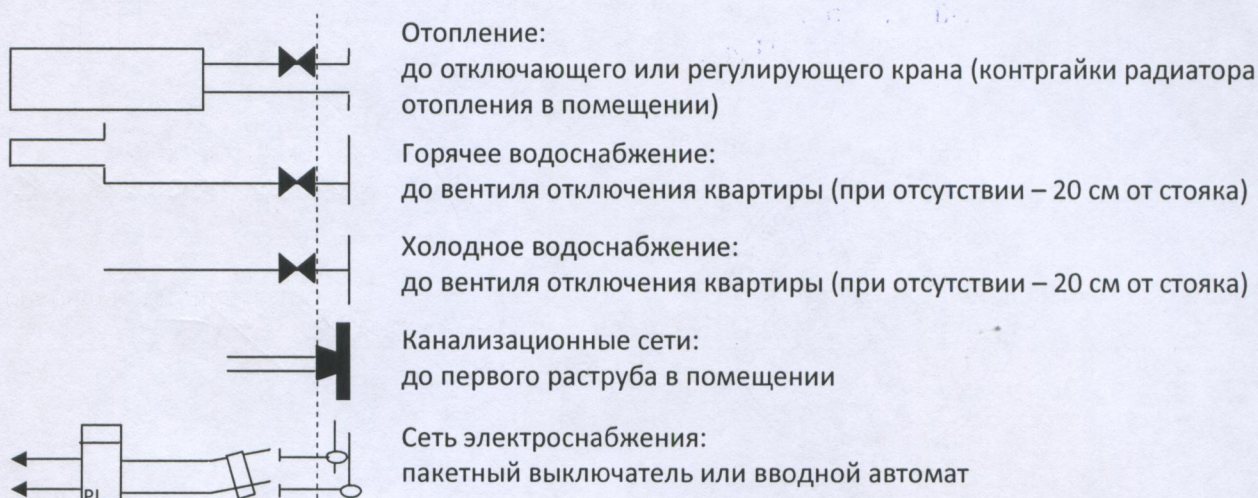 Отопление:
до отключающего или регулирующего крана (контргайки радиатора
отопления в помещении)
Горячее водоснабжение:
до вентиля отключения квартиры (при отсутствии – 20 см от стояка)
Холодное водоснабжение:
до вентиля отключения квартиры (при отсутствии – 20 см от стояка)
Канализационные сети:
до первого раструба в помещении
Сеть электроснабжения:
пакетный выключатель или вводной автомат